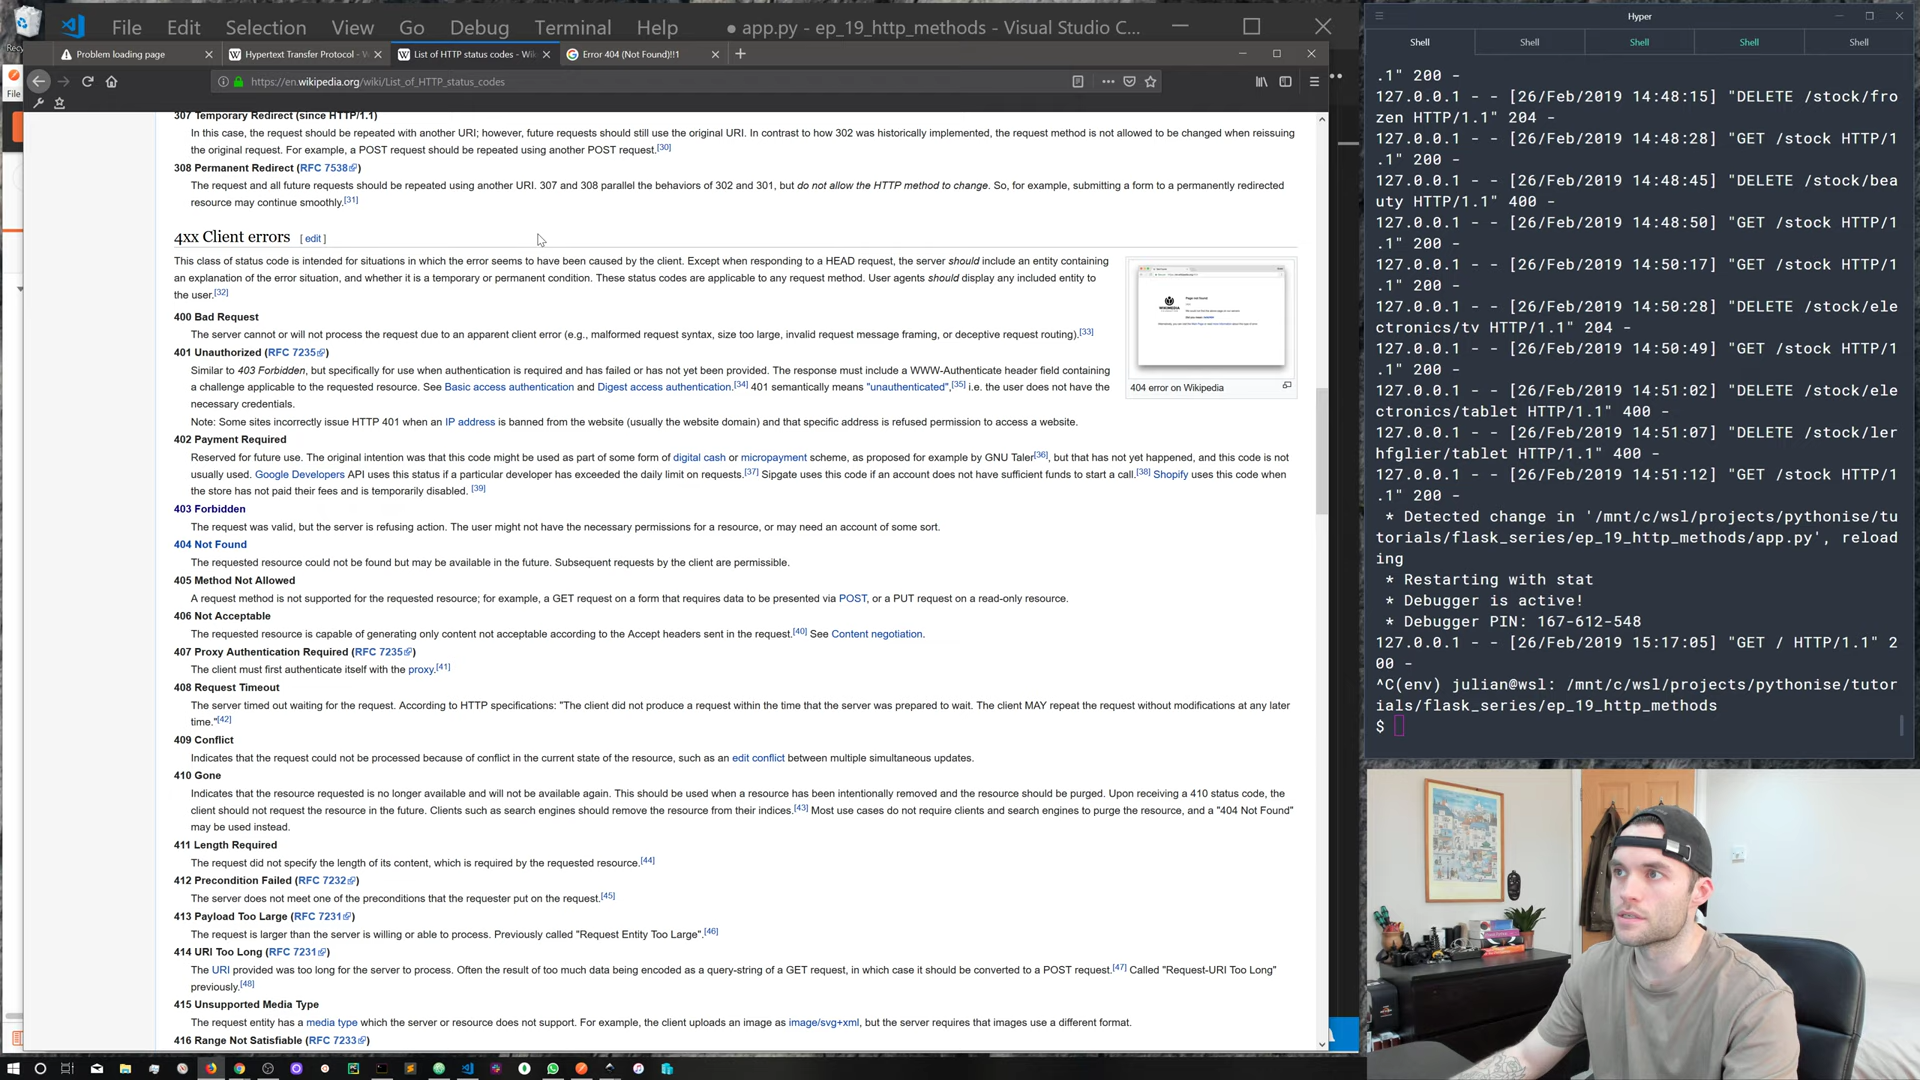 File Edit Selection View Go Debug Terminal Help
● app.py - ep_19_http_methods - Visual Studio C...
Problem loading page
Hypertext Transfer Protocol - W
List of HTTP status codes - Wi
Error 404 (Not Found)!!1
https://en.wikipedia.org/wiki/List_of_HTTP_status_codes
File
307 Temporary Redirect (since HTTP/1.1)
In this case, the request should be repeated with another URI; however, future requests should still use the original URI. In contrast to how 302 was historically implemented, the request method is not allowed to be changed when reissuing
the original request. For example, a POST request should be repeated using another POST request.[30]
308 Permanent Redirect (RFC 7538)
The request and all future requests should be repeated using another URI. 307 and 308 parallel the behaviors of 302 and 301, but do not allow the HTTP method to change. So, for example, submitting a form to a permanently redirected
resource may continue smoothly.[31]
4xx Client errors [ edit ]
This class of status code is intended for situations in which the error seems to have been caused by the client. Except when responding to a HEAD request, the server should include an entity containing
an explanation of the error situation, and whether it is a temporary or permanent condition. These status codes are applicable to any request method. User agents should display any included entity to
the user.[32]
404 error on Wikipedia
400 Bad Request
The server cannot or will not process the request due to an apparent client error (e.g., malformed request syntax, size too large, invalid request message framing, or deceptive request routing).[33]
401 Unauthorized (RFC 7235)
Similar to 403 Forbidden, but specifically for use when authentication is required and has failed or has not yet been provided. The response must include a WWW-Authenticate header field containing
a challenge applicable to the requested resource. See Basic access authentication and Digest access authentication.[34] 401 semantically means "unauthenticated",[35] i.e. the user does not have the
necessary credentials.
Note: Some sites incorrectly issue HTTP 401 when an IP address is banned from the website (usually the website domain) and that specific address is refused permission to access a website.
402 Payment Required
Reserved for future use. The original intention was that this code might be used as part of some form of digital cash or micropayment scheme, as proposed for example by GNU Taler[36], but that has not yet happened, and this code is not
usually used. Google Developers API uses this status if a particular developer has exceeded the daily limit on requests.[37] Sipgate uses this code if an account does not have sufficient funds to start a call.[38] Shopify uses this code when
the store has not paid their fees and is temporarily disabled. [39]
403 Forbidden
The request was valid, but the server is refusing action. The user might not have the necessary permissions for a resource, or may need an account of some sort.
404 Not Found
The requested resource could not be found but may be available in the future. Subsequent requests by the client are permissible.
405 Method Not Allowed
A request method is not supported for the requested resource; for example, a GET request on a form that requires data to be presented via POST, or a PUT request on a read-only resource.
406 Not Acceptable
The requested resource is capable of generating only content not acceptable according to the Accept headers sent in the request.[40] See Content negotiation.
407 Proxy Authentication Required (RFC 7235)
The client must first authenticate itself with the proxy.[41]
408 Request Timeout
The server timed out waiting for the request. According to HTTP specifications: "The client did not produce a request within the time that the server was prepared to wait. The client MAY repeat the request without modifications at any later
time."[42]
409 Conflict
Indicates that the request could not be processed because of conflict in the current state of the resource, such as an edit conflict between multiple simultaneous updates.
410 Gone
Indicates that the resource requested is no longer available and will not be available again. This should be used when a resource has been intentionally removed and the resource should be purged. Upon receiving a 410 status code, the
client should not request the resource in the future. Clients such as search engines should remove the resource from their indices.[43] Most use cases do not require clients and search engines to purge the resource, and a "404 Not Found"
may be used instead.
411 Length Required
The request did not specify the length of its content, which is required by the requested resource.[44]
412 Precondition Failed (RFC 7232)
The server does not meet one of the preconditions that the requester put on the request.[45]
413 Payload Too Large (RFC 7231)
The request is larger than the server is willing or able to process. Previously called "Request Entity Too Large".[46]
414 URI Too Long (RFC 7231)
The URI provided was too long for the server to process. Often the result of too much data being encoded as a query-string of a GET request, in which case it should be converted to a POST request.[47] Called "Request-URI Too Long"
previously.[48]
415 Unsupported Media Type
The request entity has a media type which the server or resource does not support. For example, the client uploads an image as image/svg+xml, but the server requires that images use a different format.
416 Range Not Satisfiable (RFC 7233)
Hyper
Shell Shell Shell Shell Shell
.1" 200 -
127.0.0.1 - - [26/Feb/2019 14:48:15] "DELETE /stock/fro
zen HTTP/1.1" 204 -
127.0.0.1 - - [26/Feb/2019 14:48:28] "GET /stock HTTP/1
.1" 200 -
127.0.0.1 - - [26/Feb/2019 14:48:45] "DELETE /stock/bea
uty HTTP/1.1" 400 -
127.0.0.1 - - [26/Feb/2019 14:48:50] "GET /stock HTTP/1
.1" 200 -
127.0.0.1 - - [26/Feb/2019 14:50:17] "GET /stock HTTP/1
.1" 200 -
127.0.0.1 - - [26/Feb/2019 14:50:28] "DELETE /stock/ele
ctronics/tv HTTP/1.1" 204 -
127.0.0.1 - - [26/Feb/2019 14:50:49] "GET /stock HTTP/1
.1" 200 -
127.0.0.1 - - [26/Feb/2019 14:51:02] "DELETE /stock/ele
ctronics/tablet HTTP/1.1" 400 -
127.0.0.1 - - [26/Feb/2019 14:51:07] "DELETE /stock/ler
hfglier/tablet HTTP/1.1" 400 -
127.0.0.1 - - [26/Feb/2019 14:51:12] "GET /stock HTTP/1
.1" 200 -
* Detected change in '/mnt/c/wsl/projects/pythonise/tu
torials/flask_series/ep_19_http_methods/app.py', reload
ing
* Restarting with stat
* Debugger is active!
* Debugger PIN: 167-612-548
127.0.0.1 - - [26/Feb/2019 15:17:05] "GET / HTTP/1.1" 2
00 -
^C(env) julian@wsl: /mnt/c/wsl/projects/pythonise/tutor
ials/flask_series/ep_19_http_methods
$